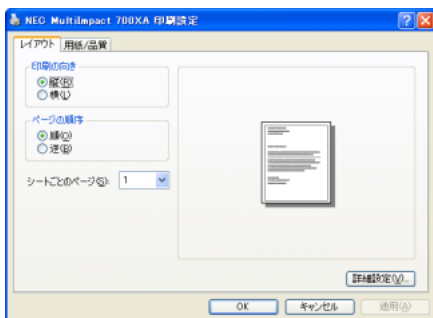 NEC MultiImpact 700XA 印刷設定
レイアウト 用紙/品質
印刷の向き
縦(R)
横(L)
ページの順序
順(O)
逆(B)
シートごとのページ(S): 1
詳細設定(V)...
OK キャンセル 適用(A)